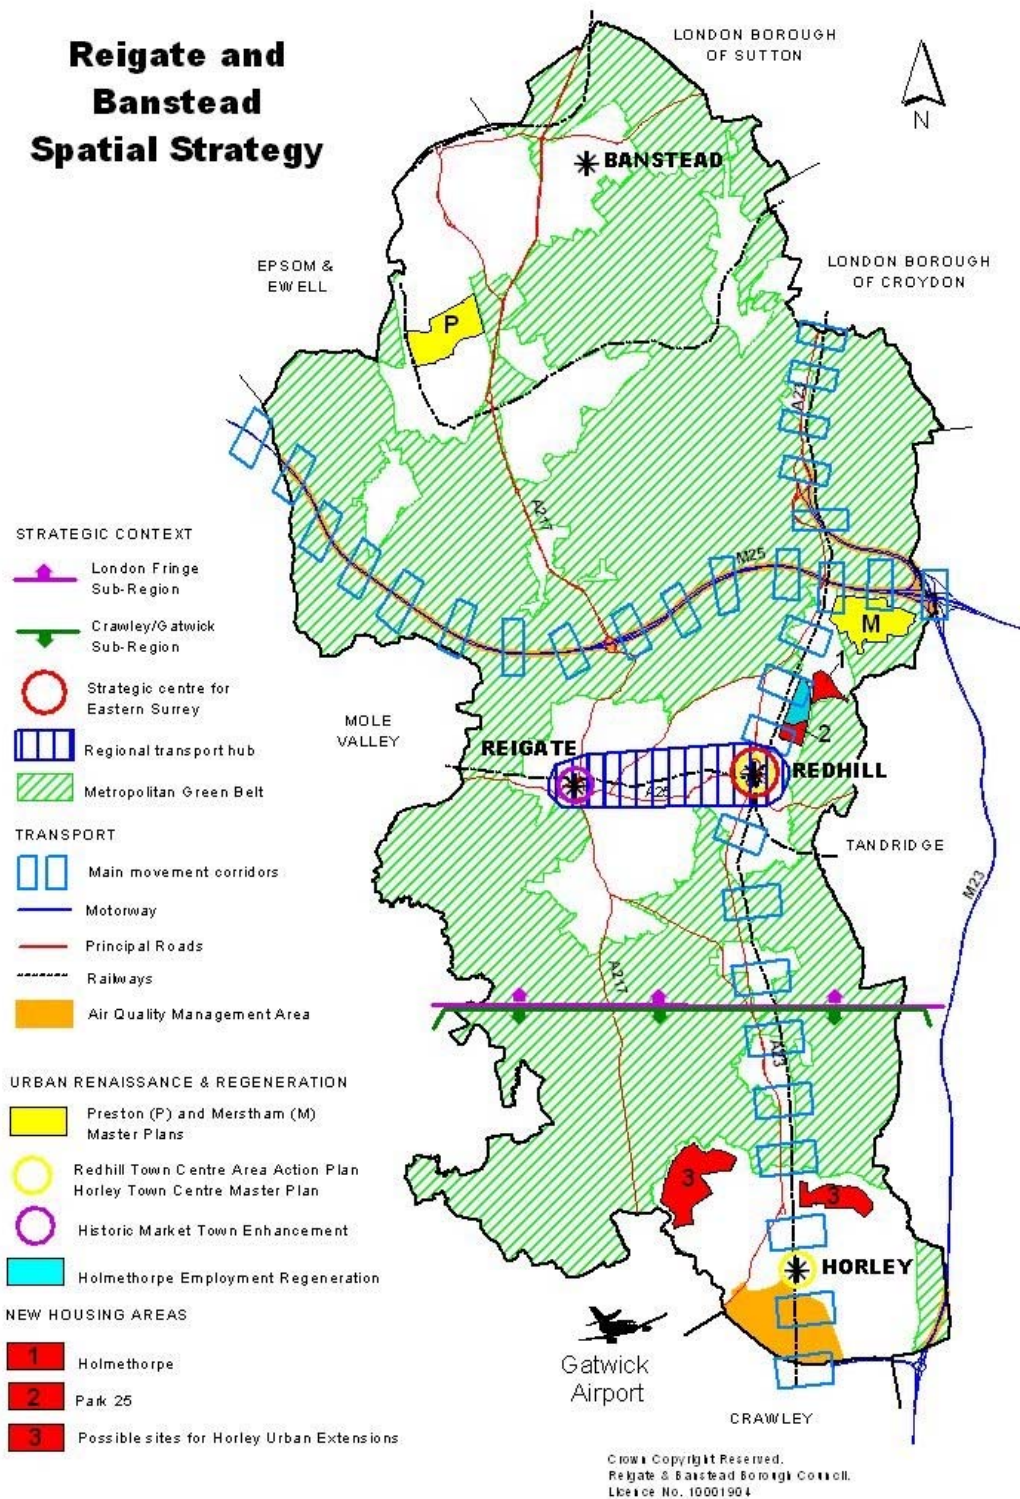 Reigate and
Banstead
Spatial Strategy
LONDON BOROUGH
OF SUTTON
N
BANSTEAD
EPSOM &
EWELL
LONDON BOROUGH
OF CROYDON
P
A23
A217
M25
M
1
2
MOLE
VALLEY
REIGATE
REDHILL
A25
TANDRIDGE
M23
A217
A23
3
3
HORLEY
Gatwick
Airport
CRAWLEY
STRATEGIC CONTEXT
London Fringe
Sub-Region
Crawley/Gatwick
Sub-Region
Strategic centre for
Eastern Surrey
Regional transport hub
Metropolitan Green Belt
TRANSPORT
Main movement corridors
Motorway
Principal Roads
Railways
Air Quality Management Area
URBAN RENAISSANCE & REGENERATION
Preston (P) and Merstham (M)
Master Plans
Redhill Town Centre Area Action Plan
Horley Town Centre Master Plan
Historic Market Town Enhancement
Holmethorpe Employment Regeneration
NEW HOUSING AREAS
1 Holmethorpe
2 Park 25
3 Possible sites for Horley Urban Extensions
Crown Copyright Reserved.
Reigate & Banstead Borough Council.
Licence No. 10001904